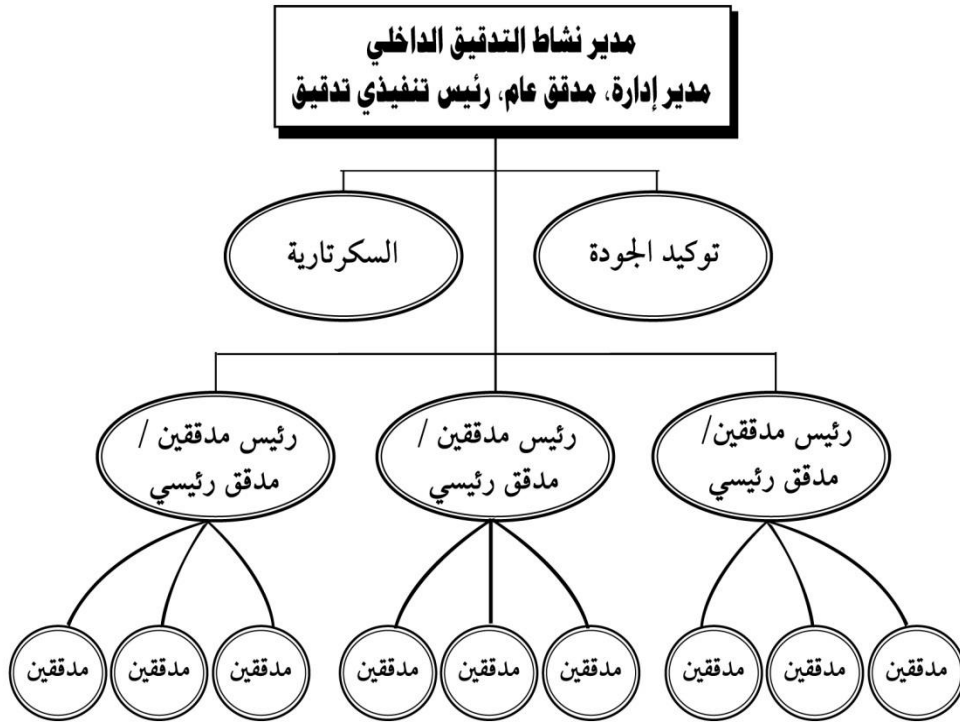 مدير نشاط التدقيق الداخلي
مدير إدارة، مدقق عام، رئيس تنفيذي تدقيق
توكيد الجودة
السكرتارية
رئيس مدققين/
مدقق رئيسي
رئيس مدققين /
مدقق رئيسي
رئيس مدققين /
مدقق رئيسي
مدققين
مدققين
مدققين
مدققين
مدققين
مدققين
مدققين
مدققين
مدققين